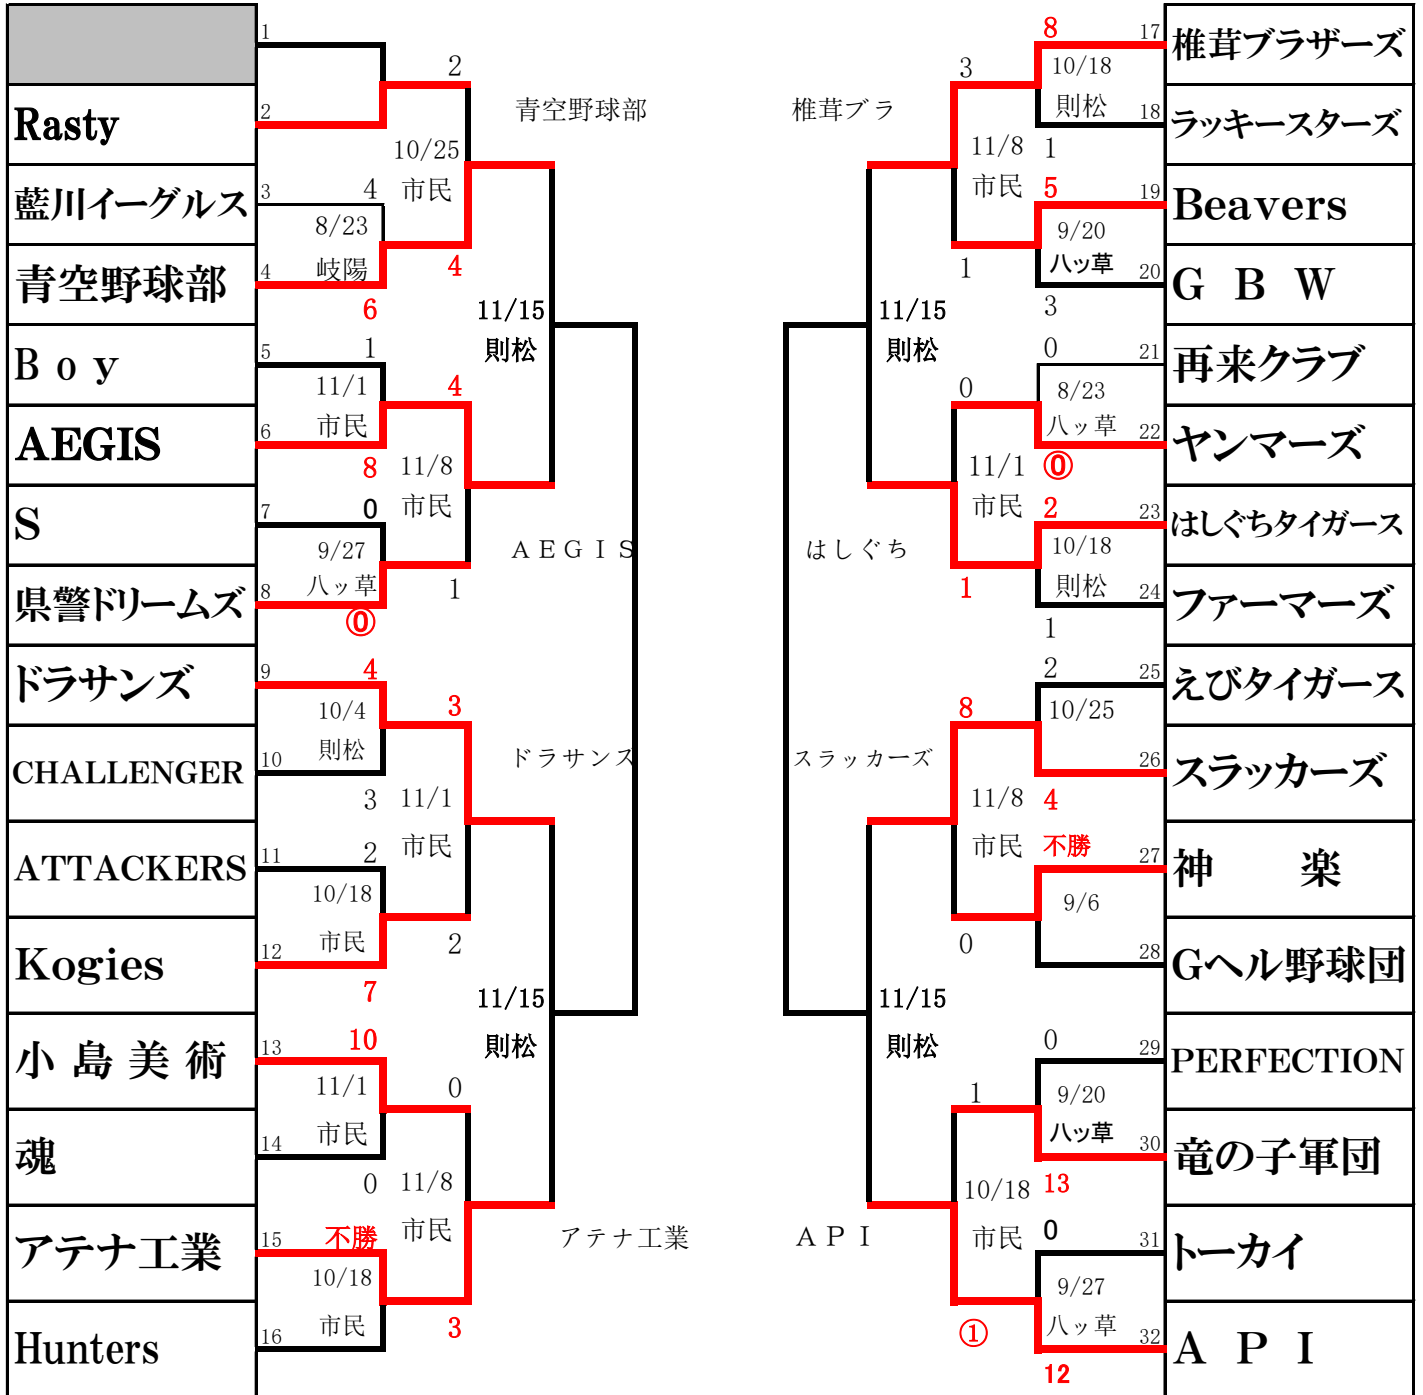 1
2
Rasty
2
青空野球部
10/25
市民
藍川イーグルス
3
4
8/23
岐陽
青空野球部
4
6
4
11/15
則松
Boy
5
1
11/1
市民
4
AEGIS
6
8
11/8
市民
S
7
0
9/27
八ッ草
AEGIS
県警ドリームズ
8
⓪
1
ドラサンズ
9
4
10/4
則松
3
ドラサンズ
CHALLENGER
10
3
11/1
市民
ATTACKERS
11
2
10/18
市民
Kogies
12
7
2
11/15
則松
小島美術
13
10
11/1
市民
0
魂
14
0
11/8
市民
アテナ工業
15
不勝
10/18
市民
アテナ工業
Hunters
16
3
8
17
椎茸ブラザーズ
3
10/18
則松
椎茸ブラ
18
ラッキースターズ
1
11/8
市民
5
19
Beavers
9/20
八ッ草
1
20
G B W
3
11/15
則松
0
21
再来クラブ
0
8/23
八ッ草
22
ヤンマーズ
⓪
11/1
市民
2
23
はしぐちタイガース
はしぐち
10/18
則松
1
24
ファーマーズ
1
2
25
えびタイガース
8
10/25
スラッカーズ
26
スラッカーズ
4
11/8
市民
不勝
27
神楽
9/6
0
28
Gヘル野球団
11/15
則松
0
29
PERFECTION
1
9/20
八ッ草
30
竜の子軍団
13
10/18
市民
0
31
トーカイ
API
9/27
八ッ草
①
32
A P I
12